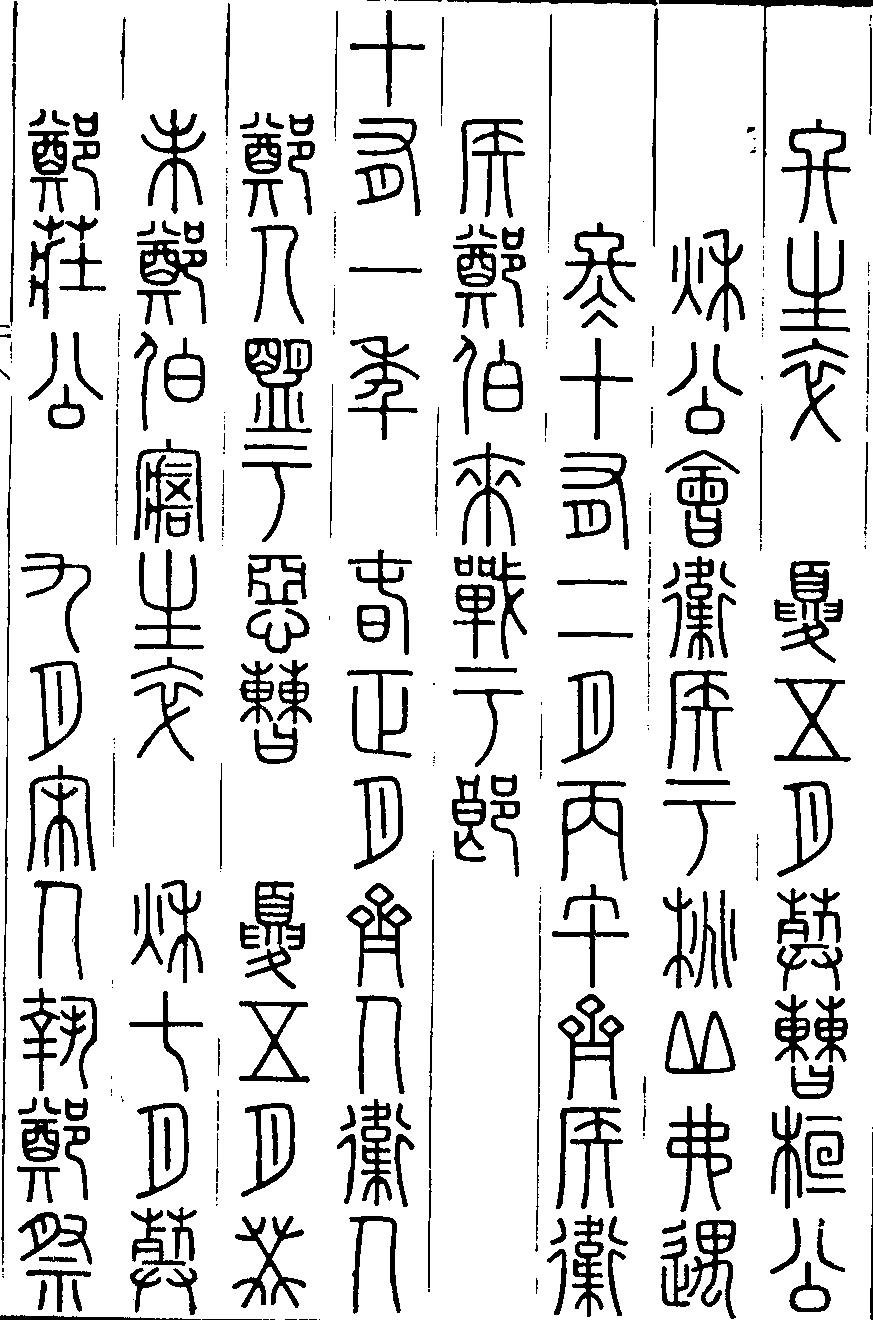 終生卒　夏五月葬曹桓公
秋公會衛侯于桃丘弗遇
冬十有二月丙午齊侯衛
侯鄭伯來戰于郎
十有一年　春正月齊人衛人
鄭人盟于惡曹　夏五月癸
未鄭伯寤生卒　秋七月葬
鄭莊公　九月宋人執鄭祭